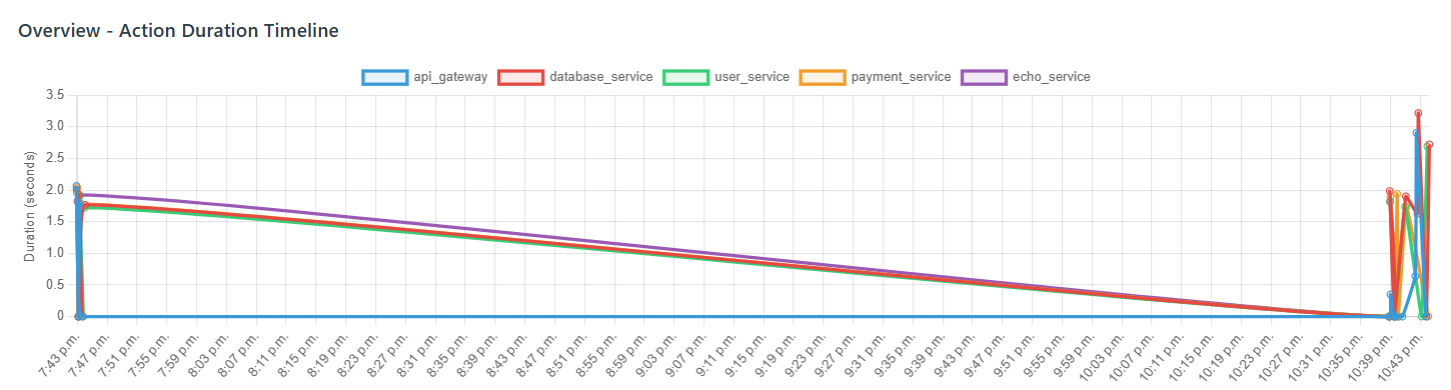 Overview - Action Duration Timeline
api_gateway database_service user_service payment_service echo_service
Duration (seconds)
3.5
3.0
2.5
2.0
1.5
1.0
0.5
0
7:43 p.m. 7:47 p.m. 7:51 p.m. 7:55 p.m. 7:59 p.m. 8:03 p.m. 8:07 p.m. 8:11 p.m. 8:15 p.m. 8:19 p.m. 8:23 p.m. 8:27 p.m. 8:31 p.m. 8:35 p.m. 8:39 p.m. 8:43 p.m. 8:47 p.m. 8:51 p.m. 8:55 p.m. 8:59 p.m. 9:03 p.m. 9:07 p.m. 9:11 p.m. 9:15 p.m. 9:19 p.m. 9:23 p.m. 9:27 p.m. 9:31 p.m. 9:35 p.m. 9:39 p.m. 9:43 p.m. 9:47 p.m. 9:51 p.m. 9:55 p.m. 9:59 p.m. 10:03 p.m. 10:07 p.m. 10:11 p.m. 10:15 p.m. 10:19 p.m. 10:23 p.m. 10:27 p.m. 10:31 p.m. 10:35 p.m. 10:39 p.m. 10:43 p.m.